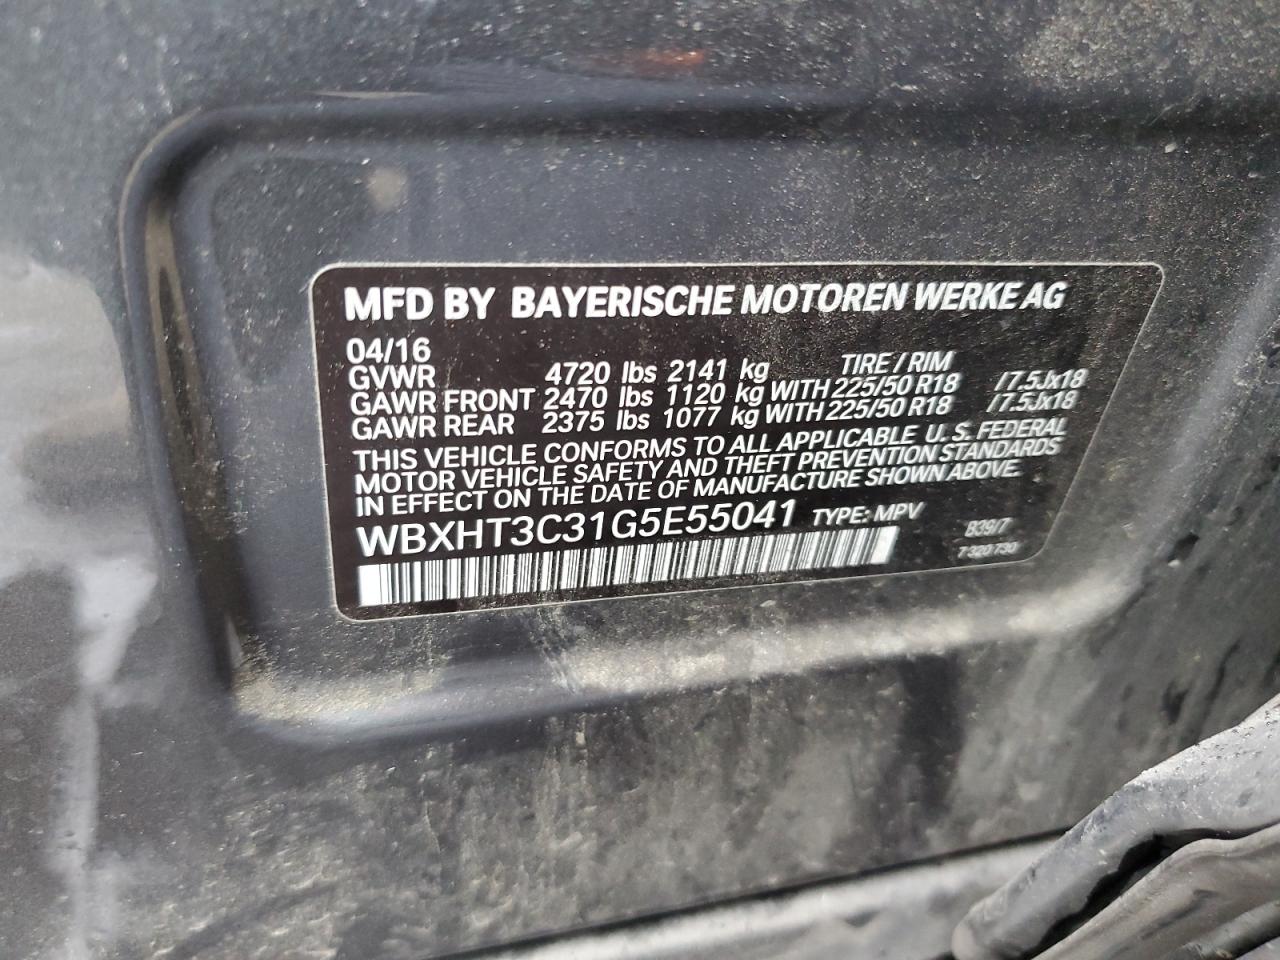 MFD BY BAYERISCHE MOTOREN WERKE AG
04/16
TIRE / RIM
GVWR 4720 lbs 2141 kg
GAWR FRONT 2470 lbs 1120 kg WITH 225/50 R18 / 7.5Jx18
GAWR REAR 2375 lbs 1077 kg WITH 225/50 R18 / 7.5Jx18
THIS VEHICLE CONFORMS TO ALL APPLICABLE U.S. FEDERAL
MOTOR VEHICLE SAFETY AND THEFT PREVENTION STANDARDS
IN EFFECT ON THE DATE OF MANUFACTURE SHOWN ABOVE.
WBXHT3C31G5E55041 TYPE: MPV
B39/7
7 320 730